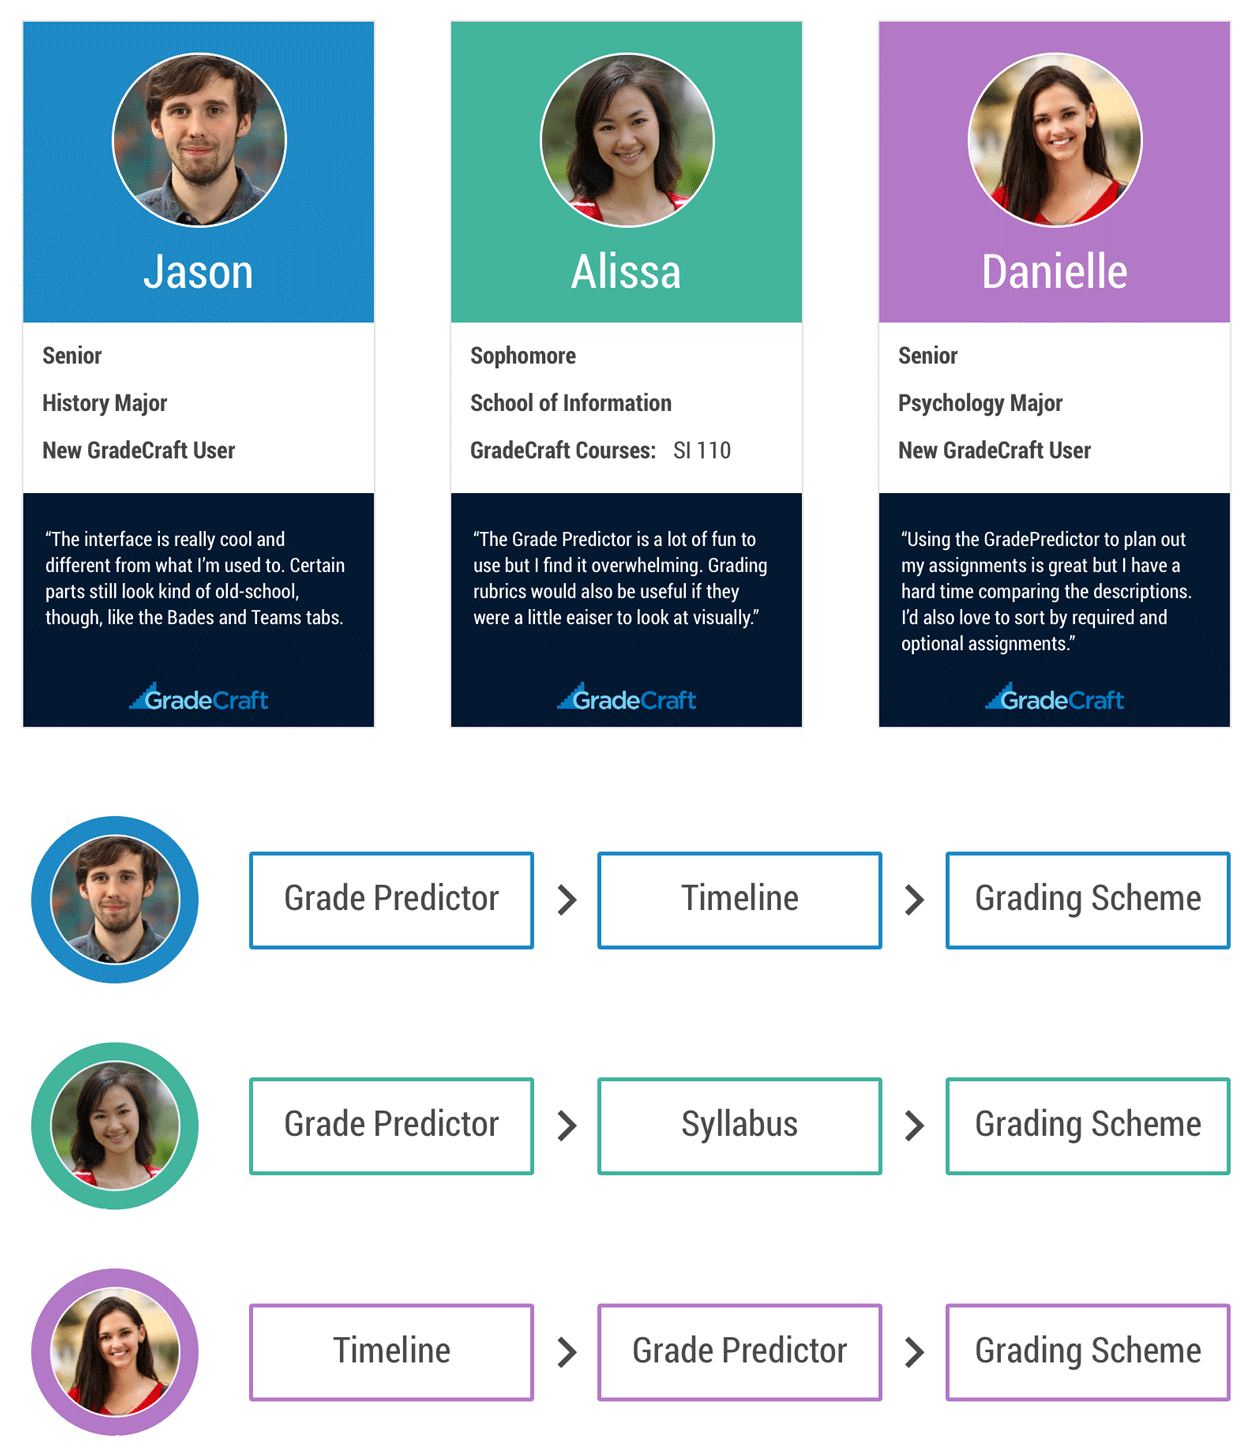 Jason
Senior
History Major
New GradeCraft User
“The interface is really cool and
different from what I’m used to. Certain
parts still look kind of old-school,
though, like the Bades and Teams tabs.
GradeCraft
Alissa
Sophomore
School of Information
GradeCraft Courses: SI 110
“The Grade Predictor is a lot of fun to
use but I find it overwhelming. Grading
rubrics would also be useful if they
were a little eaiser to look at visually.”
GradeCraft
Danielle
Senior
Psychology Major
New GradeCraft User
“Using the GradPredictor to plan out
my assignments is great but I have a
hard time comparing the descriptions.
I’d also love to sort by required and
optional assignments.”
GradeCraft
Grade Predictor > Timeline > Grading Scheme
Grade Predictor > Syllabus > Grading Scheme
Timeline > Grade Predictor > Grading Scheme